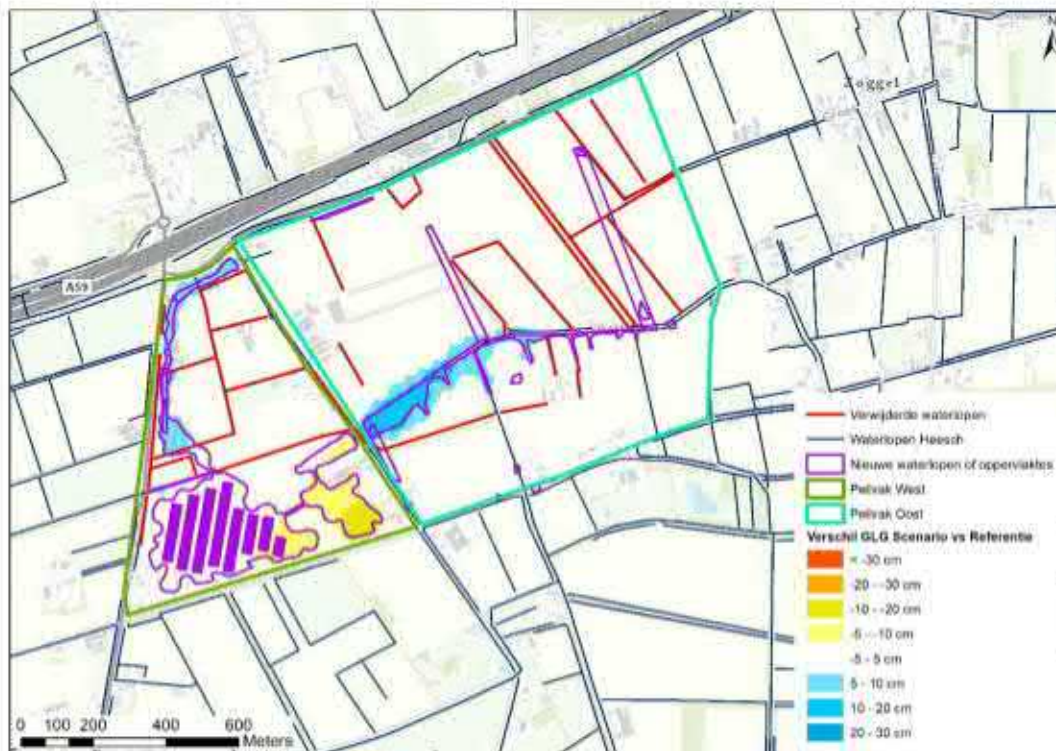 Zoggel
A59
Verwijderde waterlopen
Waterlopen Heesch
Nieuwe waterlopen of oppervlaktes
Peilvak West
Peilvak Oost
Verschil GLG Scenario vs Referentie
< -30 cm
-20 - -30 cm
-10 - -20 cm
-5 - -10 cm
-5 - 5 cm
5 - 10 cm
10 - 20 cm
20 - 30 cm
0 100 200 400 600
Meters